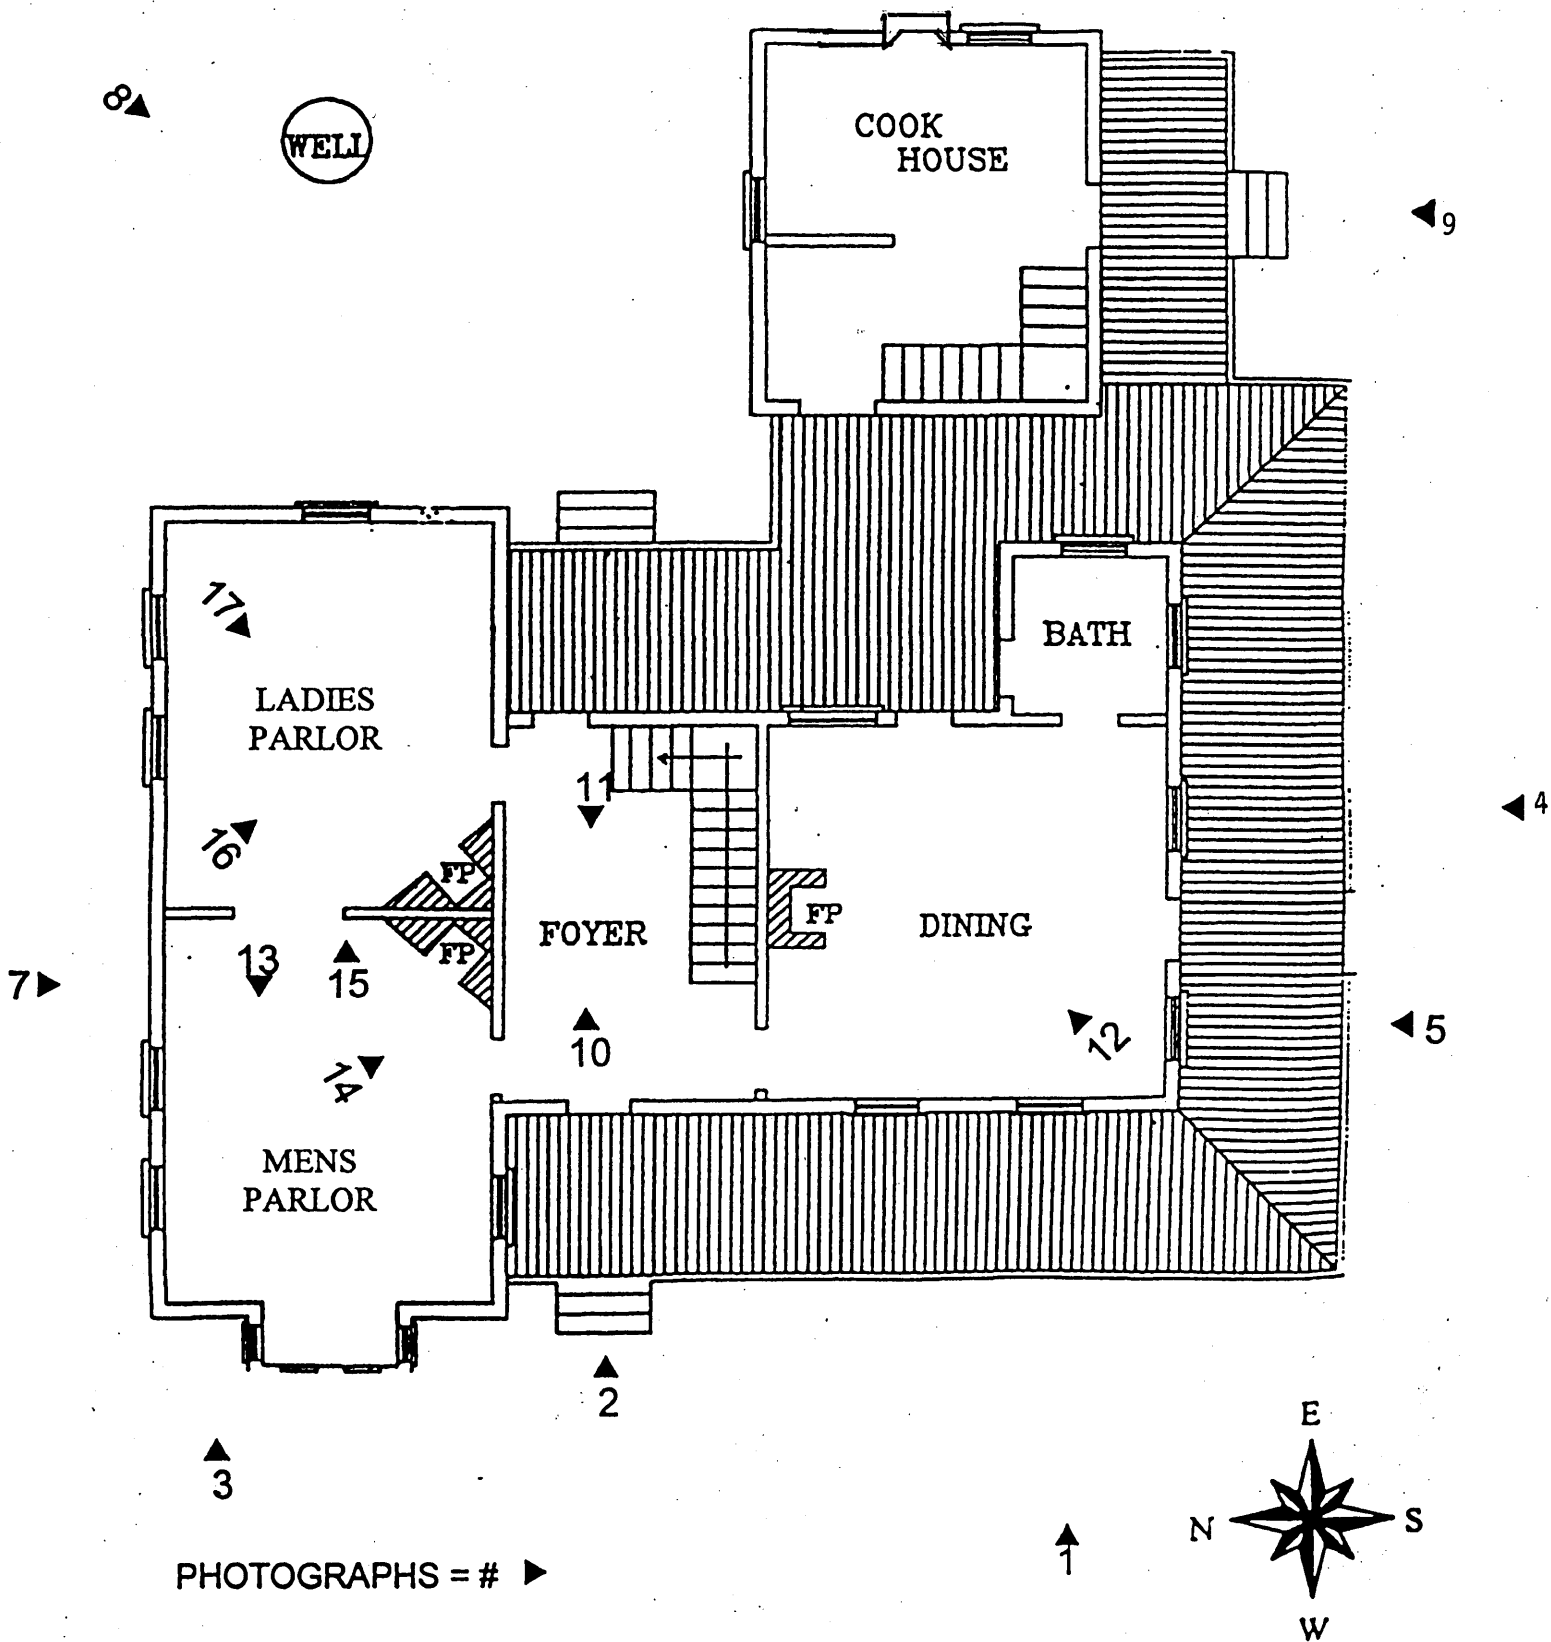 8
WELL
COOK
HOUSE
9
17
BATH
LADIES
PARLOR
11
4
16
FP
FP
FOYER
DINING
13
FP
7
15
10
12
5
14
MENS
PARLOR
2
E
3
N
S
1
PHOTOGRAPHS = #
W